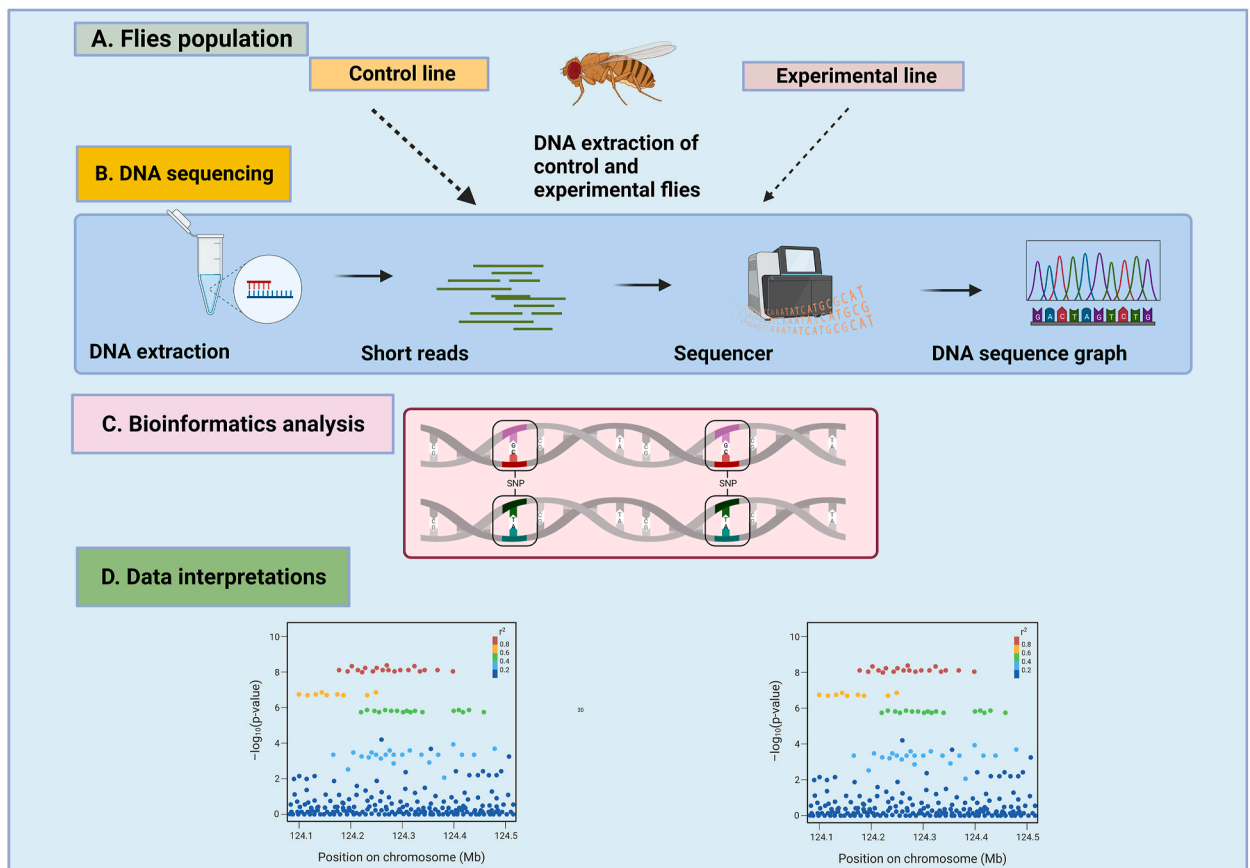 A. Flies population
Control line
Experimental line
DNA extraction of
control and
experimental flies
B. DNA sequencing
AAATATCATGCGCAT
AAATATCATGCG
AAATATCATGCGCAT
G A C T A G T C T G
DNA extraction
Short reads
Sequencer
DNA sequence graph
C. Bioinformatics analysis
C G
G C
C G
T A
C G
G C
C G
T A
SNP
SNP
C G
T A
C G
T A
C G
T A
C G
T A
D. Data interpretations
r²
0.8
0.6
0.4
0.2
10
8
6
4
2
0
−log₁₀(p-value)
124.1 124.2 124.3 124.4 124.5
Position on chromosome (Mb)
30
r²
0.8
0.6
0.4
0.2
10
8
6
4
2
0
−log₁₀(p-value)
124.1 124.2 124.3 124.4 124.5
Position on chromosome (Mb)